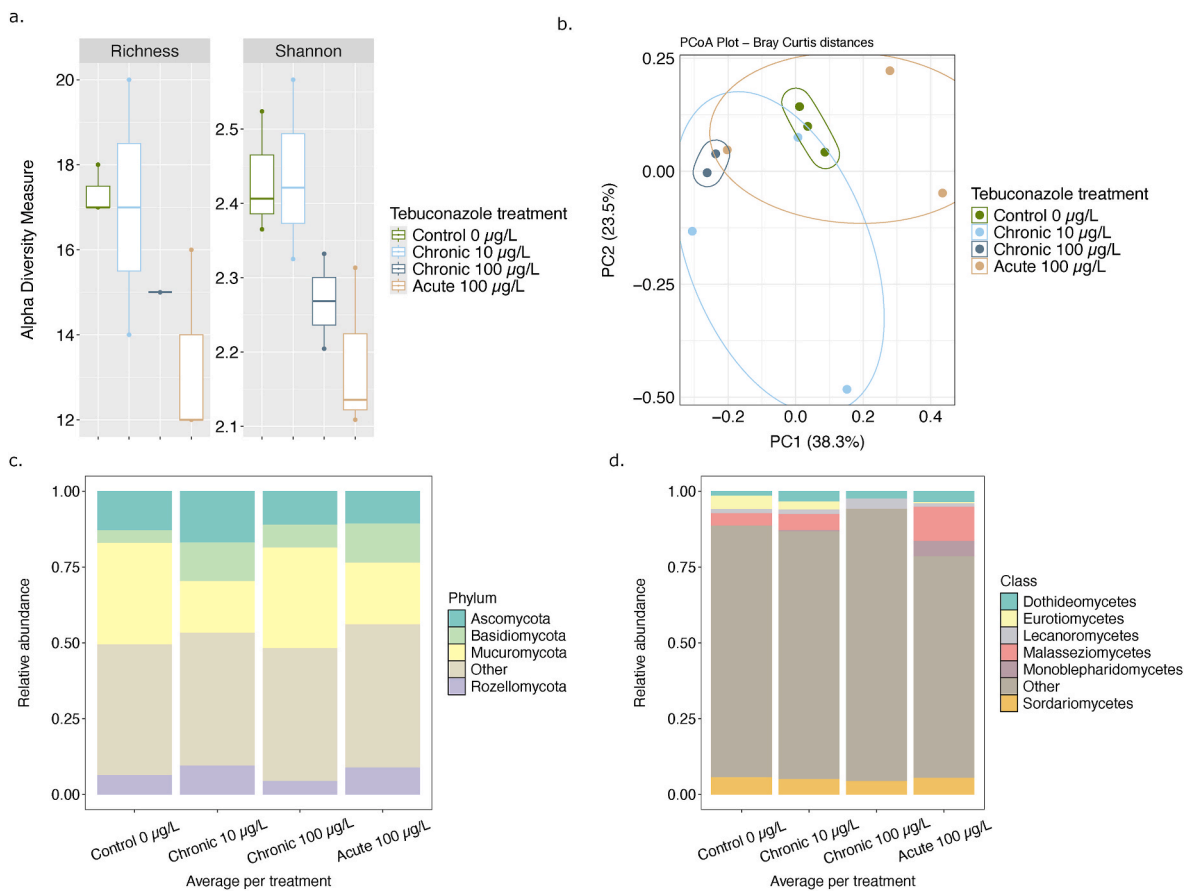 a.
Richness
Shannon
20
18
16
14
12
2.5
2.4
2.3
2.2
2.1
Alpha Diversity Measure
Tebuconazole treatment
Control 0 µg/L
Chronic 10 µg/L
Chronic 100 µg/L
Acute 100 µg/L
b.
PCoA Plot – Bray Curtis distances
0.25
0.00
−0.25
−0.50
−0.2
0.0
0.2
0.4
PC2 (23.5%)
PC1 (38.3%)
Tebuconazole treatment
Control 0 µg/L
Chronic 10 µg/L
Chronic 100 µg/L
Acute 100 µg/L
c.
1.00
0.75
0.50
0.25
0.00
Relative abundance
Control 0 µg/L
Chronic 10 µg/L
Chronic 100 µg/L
Acute 100 µg/L
Average per treatment
Phylum
Ascomycota
Basidiomycota
Mucuromycota
Other
Rozellomycota
d.
1.00
0.75
0.50
0.25
0.00
Relative abundance
Control 0 µg/L
Chronic 10 µg/L
Chronic 100 µg/L
Acute 100 µg/L
Average per treatment
Class
Dothideomycetes
Eurotiomycetes
Lecanoromycetes
Malasseziomycetes
Monoblepharidomycetes
Other
Sordariomycetes